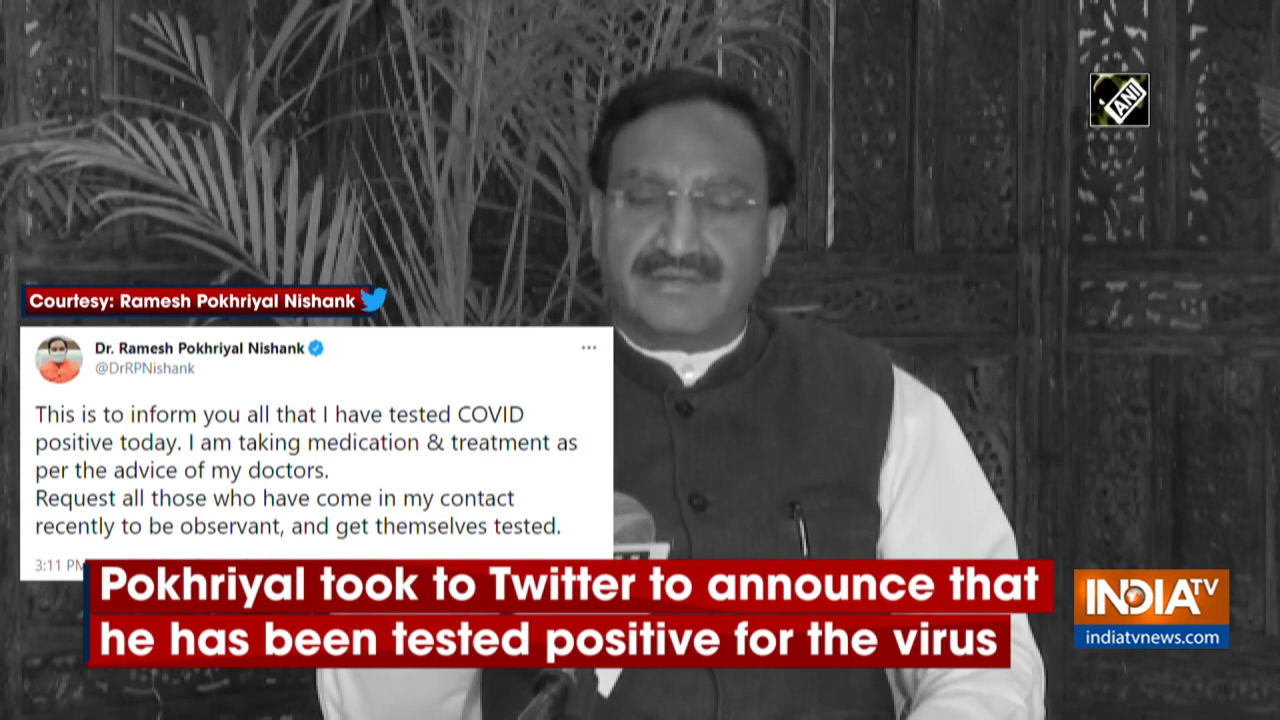 ANI
Courtesy: Ramesh Pokhriyal Nishank
Dr. Ramesh Pokhriyal Nishank
@DrRPNishank
This is to inform you all that I have tested COVID
positive today. I am taking medication & treatment as
per the advice of my doctors.
Request all those who have come in my contact
recently to be observant, and get themselves tested.
3:11 PM
Pokhriyal took to Twitter to announce that
he has been tested positive for the virus
INDIA TV
indiatvnews.com